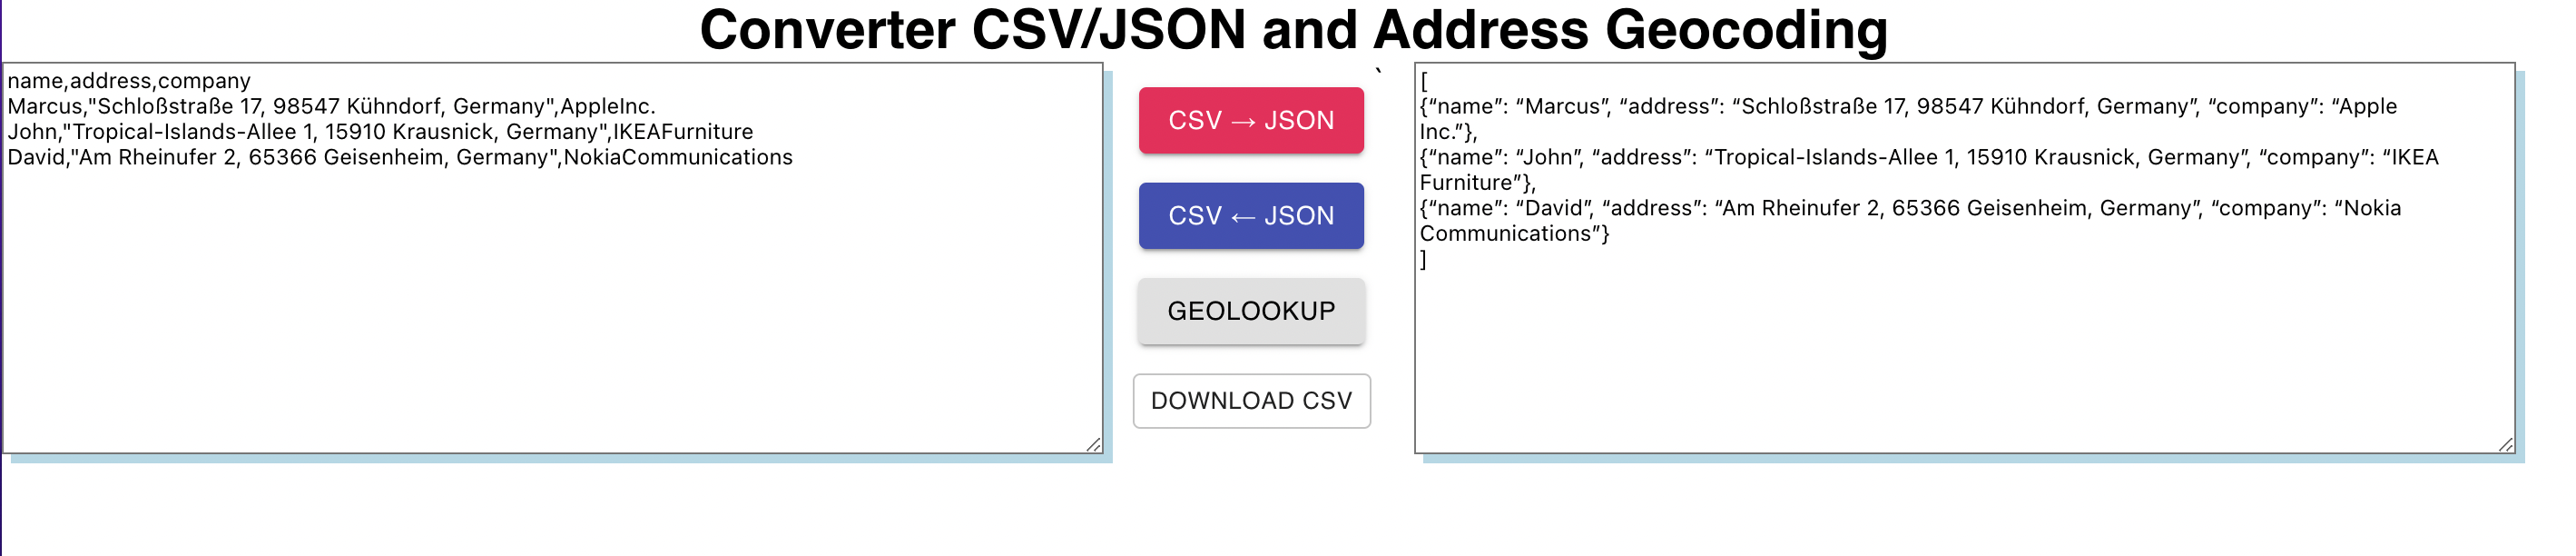 Converter CSV/JSON and Address Geocoding
name,address,company
Marcus,"Schloßstraße 17, 98547 Kühndorf, Germany",AppleInc.
John,"Tropical-Islands-Allee 1, 15910 Krausnick, Germany",IKEAFurniture
David,"Am Rheinufer 2, 65366 Geisenheim, Germany",NokiaCommunications
`
CSV → JSON
CSV ← JSON
GEOLOOKUP
DOWNLOAD CSV
[
{“name”: “Marcus”, “address”: “Schloßstraße 17, 98547 Kühndorf, Germany”, “company”: “Apple
Inc.”},
{“name”: “John”, “address”: “Tropical-Islands-Allee 1, 15910 Krausnick, Germany”, “company”: “IKEA
Furniture”},
{“name”: “David”, “address”: “Am Rheinufer 2, 65366 Geisenheim, Germany”, “company”: “Nokia
Communications”}
]